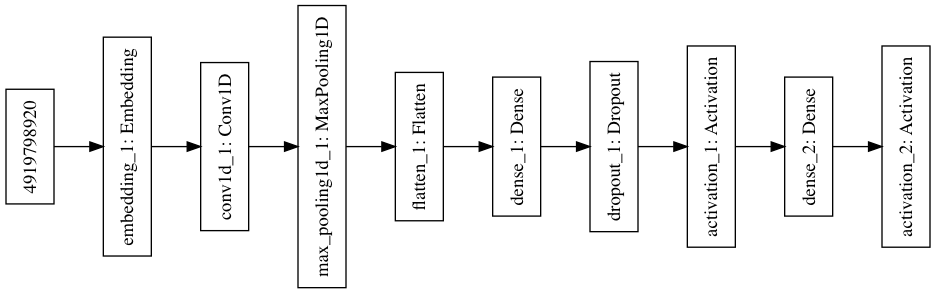 4919798920
embedding_1: Embedding
conv1d_1: Conv1D
max_pooling1d_1: MaxPooling1D
flatten_1: Flatten
dense_1: Dense
dropout_1: Dropout
activation_1: Activation
dense_2: Dense
activation_2: Activation